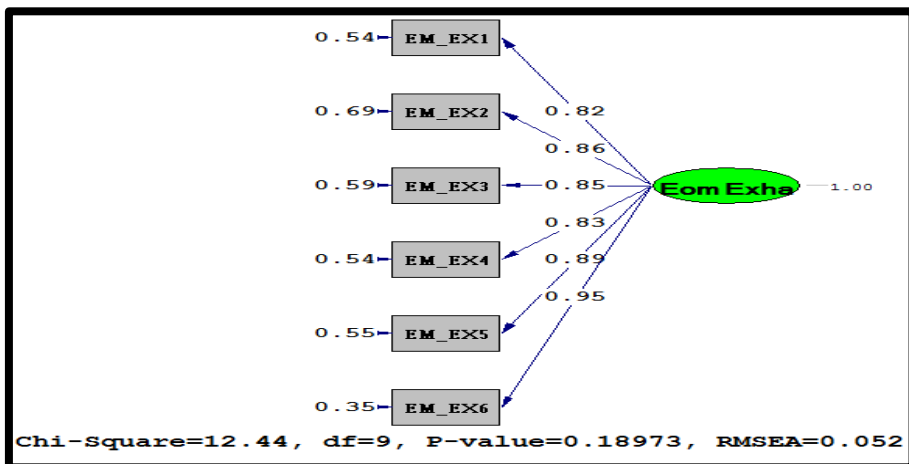 0.54 EM_EX1
0.82
0.69 EM_EX2
0.86
0.59 EM_EX3 0.85 Eom Exha 1.00
0.83
0.54 EM_EX4 0.89
0.95
0.55 EM_EX5
0.35 EM_EX6
Chi-Square=12.44, df=9, P-value=0.18973, RMSEA=0.052